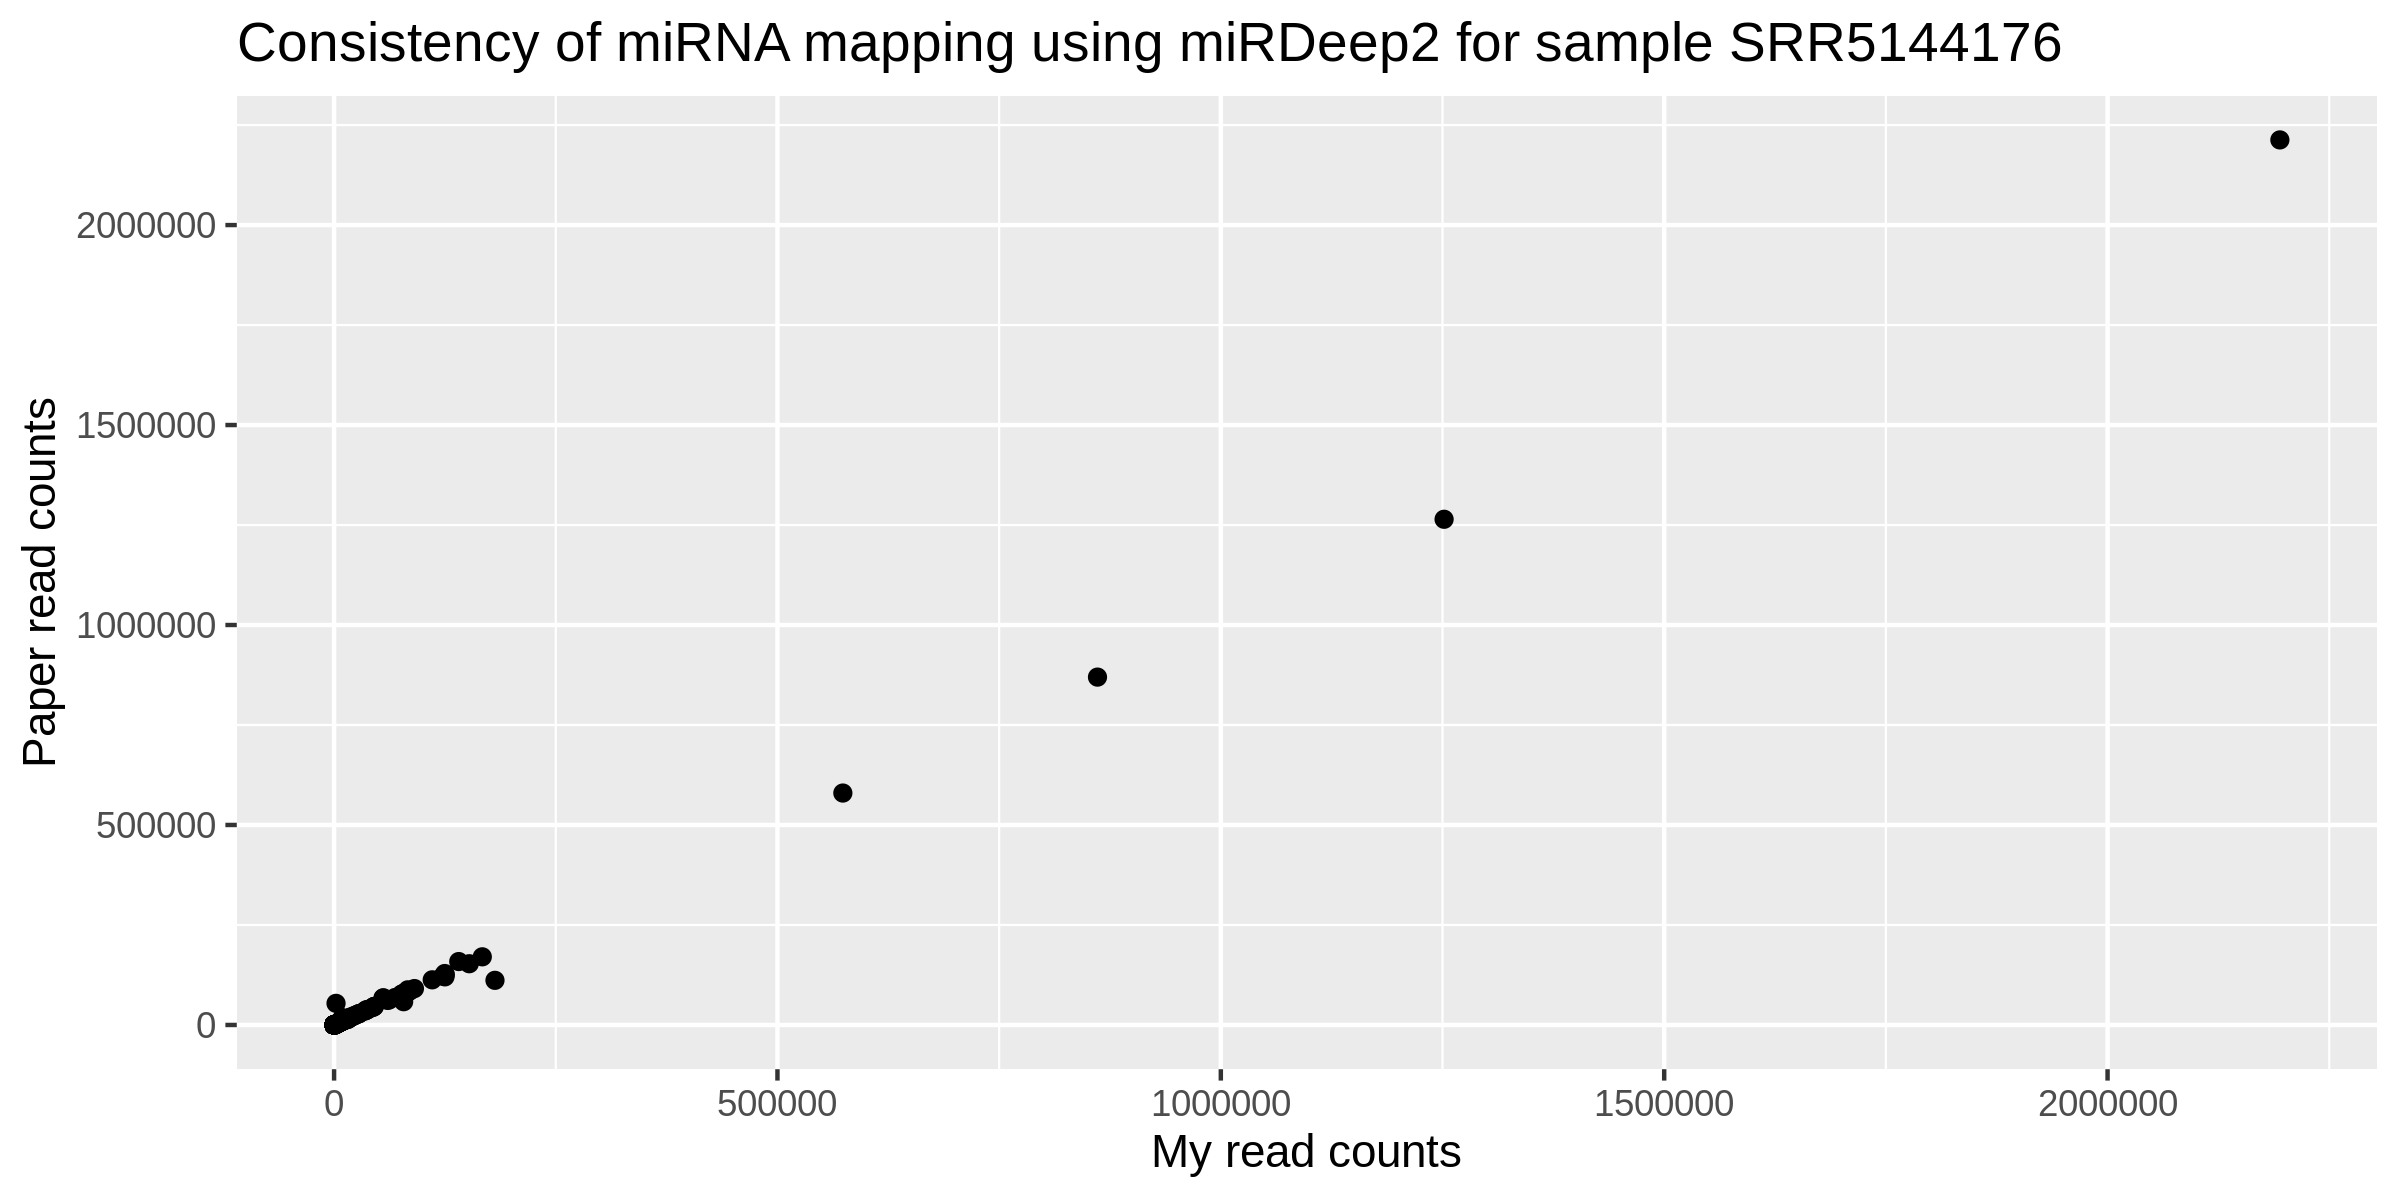 Consistency of miRNA mapping using miRDeep2 for sample SRR5144176
Paper read counts
2000000
1500000
1000000
500000
0
0 500000 1000000 1500000 2000000
My read counts